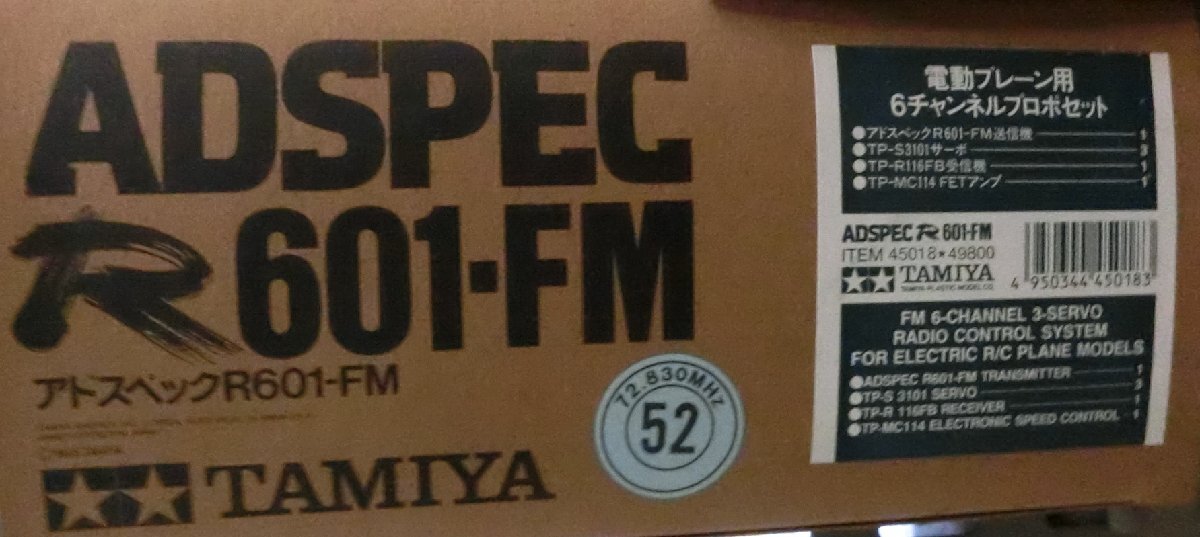 ADSPEC
R 601-FM
アドスペックR601-FM
TAMIYA
72.830MHz
52
電動プレーン用
6チャンネルプロポセット
●アドスペックR601-FM送信機 1
●TP-S3101サーボ 3
●TP-R116FB受信機 1
●TP-MC114 FETアンプ 1
ADSPEC R 601-FM
ITEM 45018★49800
TAMIYA
TAMIYA PLASTIC MODEL CO.
4 950344 450183
FM 6-CHANNEL 3-SERVO
RADIO CONTROL SYSTEM
FOR ELECTRIC R/C PLANE MODELS
●ADSPEC R601-FM TRANSMITTER 1
●TP-S 3101 SERVO 3
●TP-R 116FB RECEIVER 1
●TP-MC114 ELECTRONIC SPEED CONTROL 1